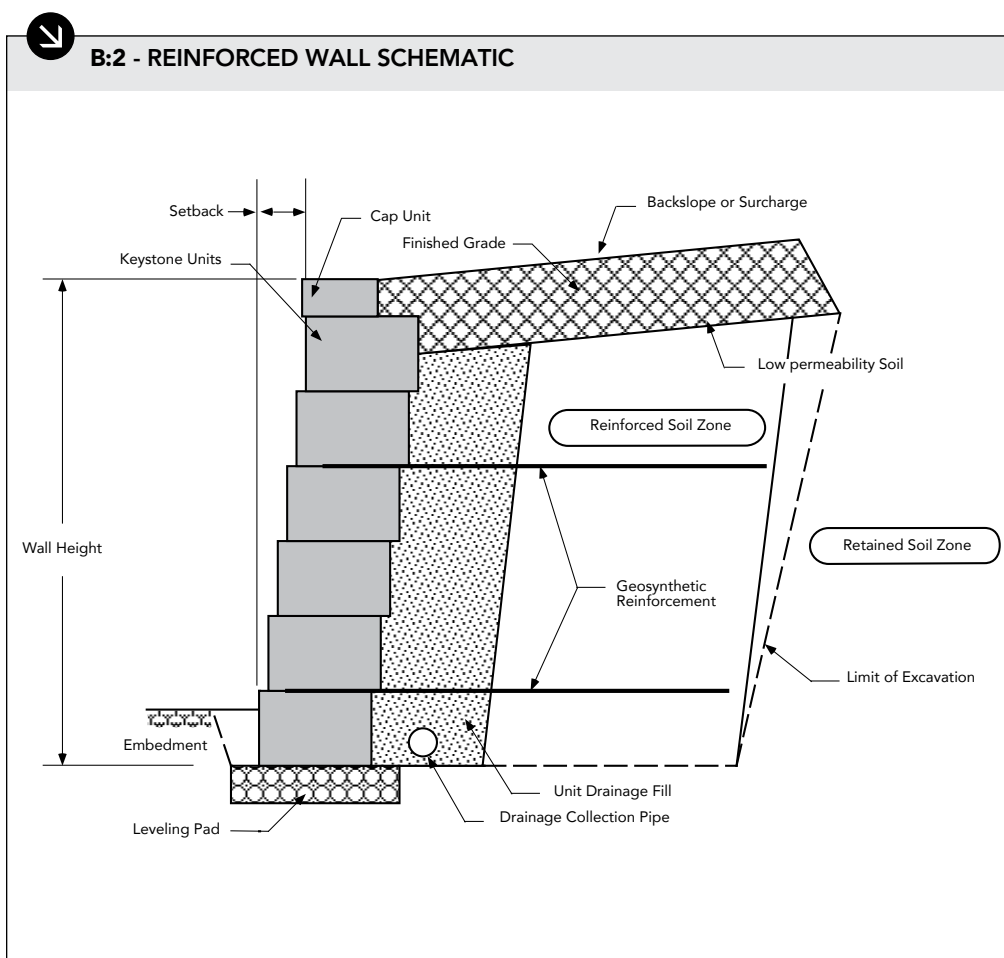 B:2 - REINFORCED WALL SCHEMATIC
Backslope or Surcharge
Setback
Cap Unit
Finished Grade
Keystone Units
Low permeability Soil
Reinforced Soil Zone
Wall Height
Retained Soil Zone
Geosynthetic
Reinforcement
Limit of Excavation
Embedment
Unit Drainage Fill
Drainage Collection Pipe
Leveling Pad